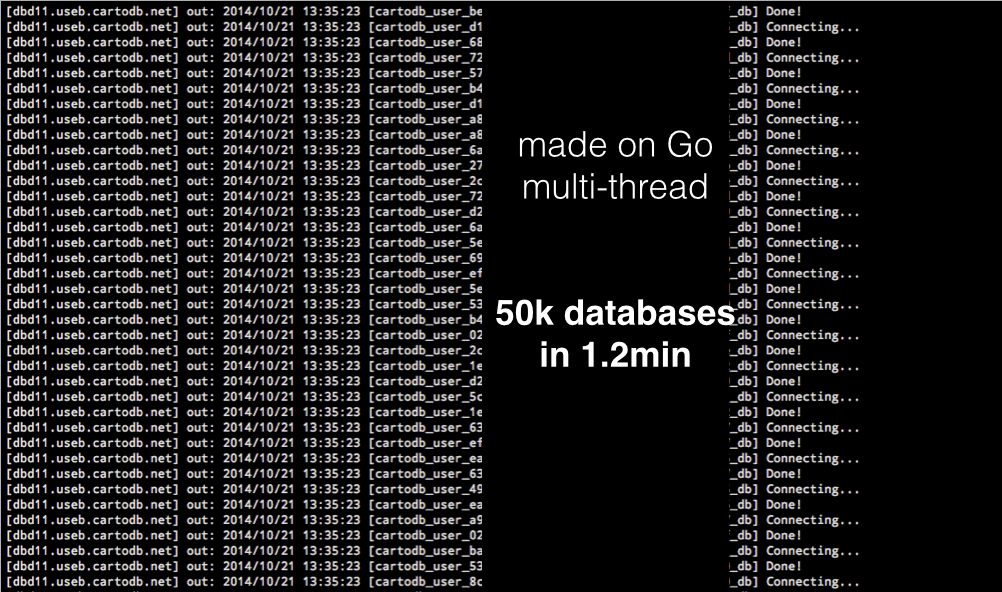 [dbd11.useb.cartodb.net] out: 2014/10/21 13:35:23 [cartodb_user_be _db] Done!
[dbd11.useb.cartodb.net] out: 2014/10/21 13:35:23 [cartodb_user_d1 _db] Connecting...
[dbd11.useb.cartodb.net] out: 2014/10/21 13:35:23 [cartodb_user_68 _db] Done!
[dbd11.useb.cartodb.net] out: 2014/10/21 13:35:23 [cartodb_user_72 _db] Connecting...
[dbd11.useb.cartodb.net] out: 2014/10/21 13:35:23 [cartodb_user_57 _db] Done!
[dbd11.useb.cartodb.net] out: 2014/10/21 13:35:23 [cartodb_user_b4 _db] Connecting...
[dbd11.useb.cartodb.net] out: 2014/10/21 13:35:23 [cartodb_user_d1 _db] Done!
[dbd11.useb.cartodb.net] out: 2014/10/21 13:35:23 [cartodb_user_a8 _db] Connecting...
[dbd11.useb.cartodb.net] out: 2014/10/21 13:35:23 [cartodb_user_a8 _db] Done!
[dbd11.useb.cartodb.net] out: 2014/10/21 13:35:23 [cartodb_user_6a _db] Connecting...
[dbd11.useb.cartodb.net] out: 2014/10/21 13:35:23 [cartodb_user_27 _db] Done!
[dbd11.useb.cartodb.net] out: 2014/10/21 13:35:23 [cartodb_user_2c _db] Connecting...
[dbd11.useb.cartodb.net] out: 2014/10/21 13:35:23 [cartodb_user_72 _db] Done!
[dbd11.useb.cartodb.net] out: 2014/10/21 13:35:23 [cartodb_user_d2 _db] Connecting...
[dbd11.useb.cartodb.net] out: 2014/10/21 13:35:23 [cartodb_user_6a _db] Done!
[dbd11.useb.cartodb.net] out: 2014/10/21 13:35:23 [cartodb_user_5e _db] Connecting...
[dbd11.useb.cartodb.net] out: 2014/10/21 13:35:23 [cartodb_user_69 _db] Done!
[dbd11.useb.cartodb.net] out: 2014/10/21 13:35:23 [cartodb_user_ef _db] Connecting...
[dbd11.useb.cartodb.net] out: 2014/10/21 13:35:23 [cartodb_user_5e _db] Done!
[dbd11.useb.cartodb.net] out: 2014/10/21 13:35:23 [cartodb_user_53 _db] Connecting...
[dbd11.useb.cartodb.net] out: 2014/10/21 13:35:23 [cartodb_user_b4 _db] Done!
[dbd11.useb.cartodb.net] out: 2014/10/21 13:35:23 [cartodb_user_02 _db] Connecting...
[dbd11.useb.cartodb.net] out: 2014/10/21 13:35:23 [cartodb_user_2c _db] Done!
[dbd11.useb.cartodb.net] out: 2014/10/21 13:35:23 [cartodb_user_1e _db] Connecting...
[dbd11.useb.cartodb.net] out: 2014/10/21 13:35:23 [cartodb_user_d2 _db] Done!
[dbd11.useb.cartodb.net] out: 2014/10/21 13:35:23 [cartodb_user_5c _db] Connecting...
[dbd11.useb.cartodb.net] out: 2014/10/21 13:35:23 [cartodb_user_1e _db] Done!
[dbd11.useb.cartodb.net] out: 2014/10/21 13:35:23 [cartodb_user_63 _db] Connecting...
[dbd11.useb.cartodb.net] out: 2014/10/21 13:35:23 [cartodb_user_ef _db] Done!
[dbd11.useb.cartodb.net] out: 2014/10/21 13:35:23 [cartodb_user_ea _db] Connecting...
[dbd11.useb.cartodb.net] out: 2014/10/21 13:35:23 [cartodb_user_63 _db] Done!
[dbd11.useb.cartodb.net] out: 2014/10/21 13:35:23 [cartodb_user_49 _db] Connecting...
[dbd11.useb.cartodb.net] out: 2014/10/21 13:35:23 [cartodb_user_ea _db] Done!
[dbd11.useb.cartodb.net] out: 2014/10/21 13:35:23 [cartodb_user_a9 _db] Connecting...
[dbd11.useb.cartodb.net] out: 2014/10/21 13:35:23 [cartodb_user_02 _db] Done!
[dbd11.useb.cartodb.net] out: 2014/10/21 13:35:23 [cartodb_user_ba _db] Connecting...
[dbd11.useb.cartodb.net] out: 2014/10/21 13:35:23 [cartodb_user_53 _db] Done!
[dbd11.useb.cartodb.net] out: 2014/10/21 13:35:23 [cartodb_user_8c _db] Connecting...
made on Go
multi-thread
50k databases
in 1.2min